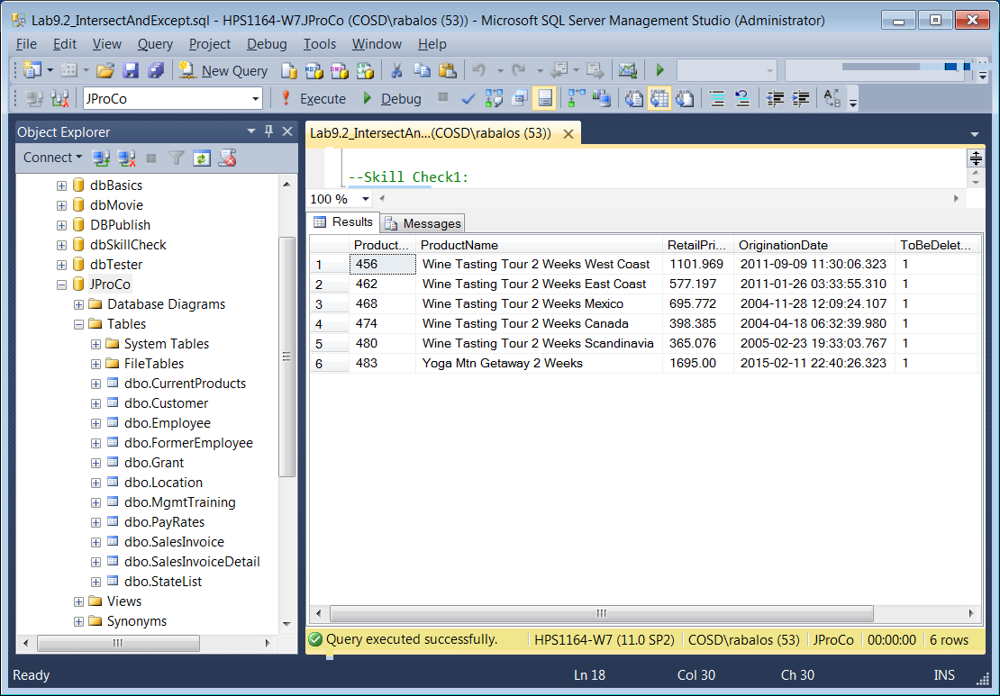 Lab9.2_IntersectAndExcept.sql - HPS1164-W7.JProCo (COSD\rabalos (53)) - Microsoft SQL Server Management Studio (Administrator)
File Edit View Query Project Debug Tools Window Help
New Query
JProCo Execute Debug
Object Explorer
Connect
dbBasics
dbMovie
DBPublish
dbSkillCheck
dbTester
JProCo
Database Diagrams
Tables
System Tables
FileTables
dbo.CurrentProducts
dbo.Customer
dbo.Employee
dbo.FormerEmployee
dbo.Grant
dbo.Location
dbo.MgmtTraining
dbo.PayRates
dbo.SalesInvoice
dbo.SalesInvoiceDetail
dbo.StateList
Views
Synonyms
Lab9.2_IntersectAn...(COSD\rabalos (53))
--Skill Check1:
100 %
Results Messages
Product... ProductName RetailPri... OriginationDate ToBeDelet...
1 456 Wine Tasting Tour 2 Weeks West Coast 1101.969 2011-09-09 11:30:06.323 1
2 462 Wine Tasting Tour 2 Weeks East Coast 577.197 2011-01-26 03:33:55.310 1
3 468 Wine Tasting Tour 2 Weeks Mexico 695.772 2004-11-28 12:09:24.107 1
4 474 Wine Tasting Tour 2 Weeks Canada 398.385 2004-04-18 06:32:39.980 1
5 480 Wine Tasting Tour 2 Weeks Scandinavia 365.076 2005-02-23 19:33:03.767 1
6 483 Yoga Mtn Getaway 2 Weeks 1695.00 2015-02-11 22:40:26.323 1
Query executed successfully. HPS1164-W7 (11.0 SP2) COSD\rabalos (53) JProCo 00:00:00 6 rows
Ready Ln 18 Col 30 Ch 30 INS